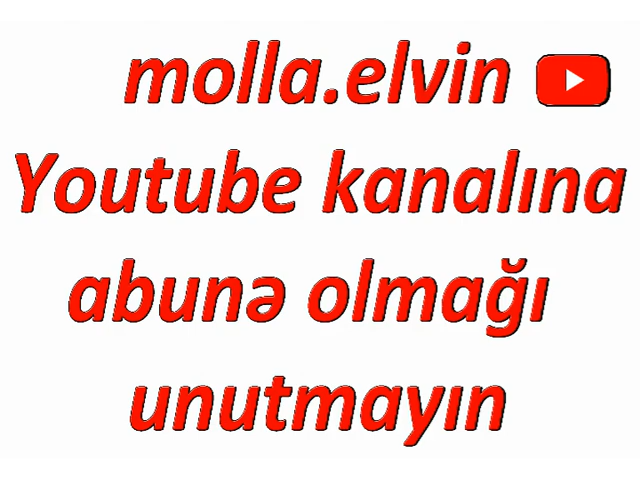 molla.elvin
Youtube kanalına
abunə olmağı
unutmayın